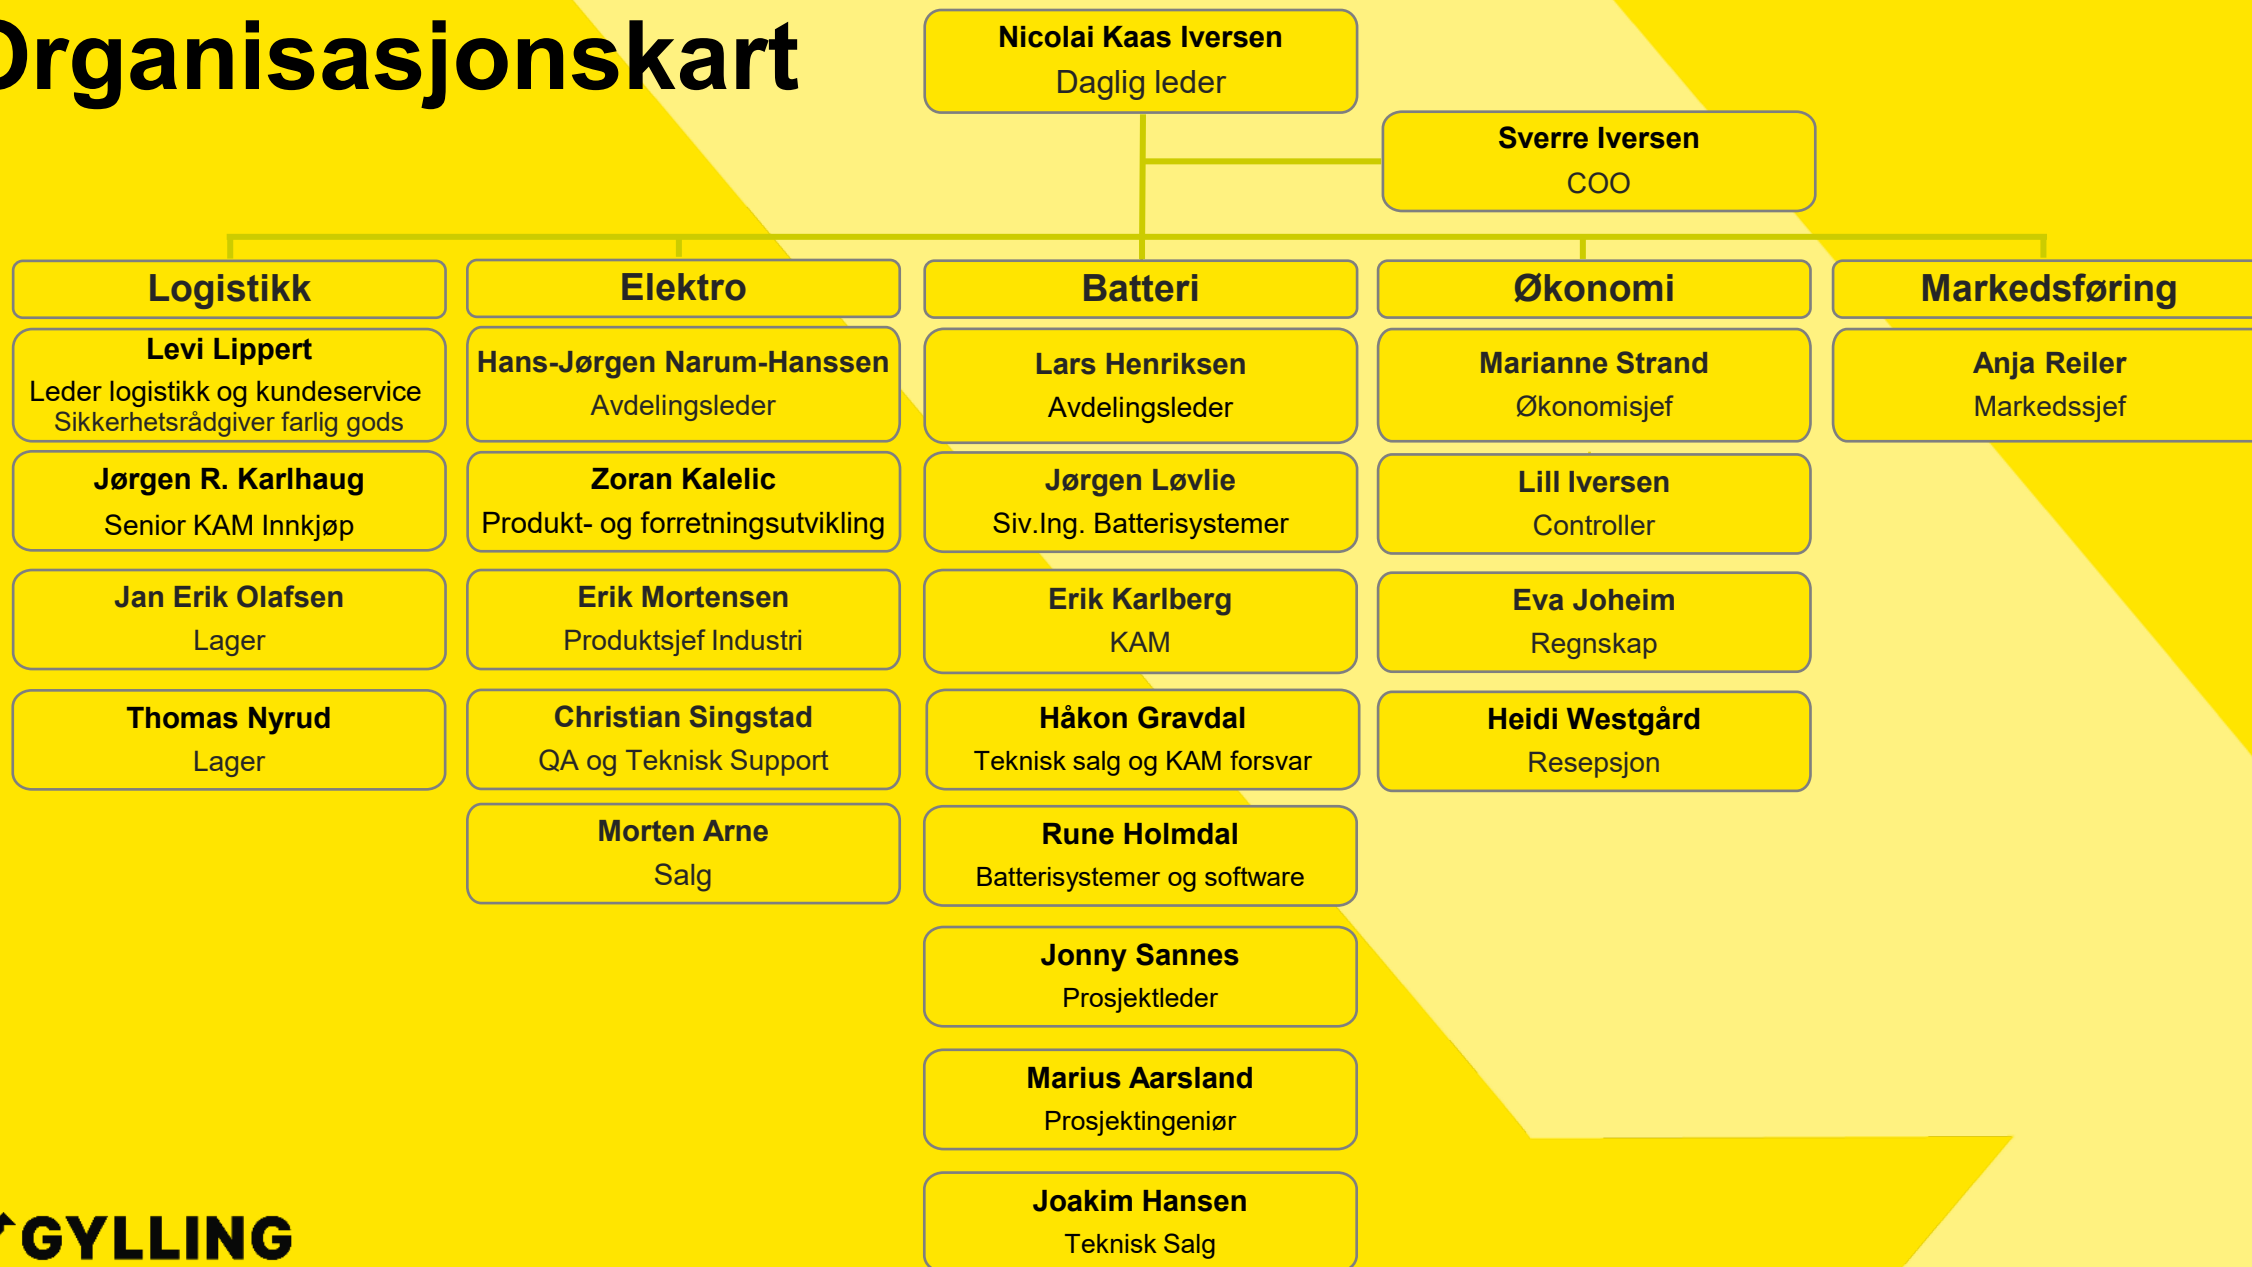 Organisasjonskart
Nicolai Kaas Iversen
Daglig leder
Sverre Iversen
COO
Logistikk
Levi Lippert
Leder logistikk og kundeservice
Sikkerhetsrådgiver farlig gods
Jørgen R. Karlhaug
Senior KAM Innkjøp
Jan Erik Olafsen
Lager
Thomas Nyrud
Lager
Elektro
Hans-Jørgen Narum-Hanssen
Avdelingsleder
Zoran Kalelic
Produkt- og forretningsutvikling
Erik Mortensen
Produktsjef Industri
Christian Singstad
QA og Teknisk Support
Morten Arne
Salg
Batteri
Lars Henriksen
Avdelingsleder
Jørgen Løvlie
Siv.Ing. Batterisystemer
Erik Karlberg
KAM
Håkon Gravdal
Teknisk salg og KAM forsvar
Rune Holmdal
Batterisystemer og software
Jonny Sannes
Prosjektleder
Marius Aarsland
Prosjektingeniør
Joakim Hansen
Teknisk Salg
Økonomi
Marianne Strand
Økonomisjef
Lill Iversen
Controller
Eva Joheim
Regnskap
Heidi Westgård
Resepsjon
Markedsføring
Anja Reiler
Markedssjef
GYLLING